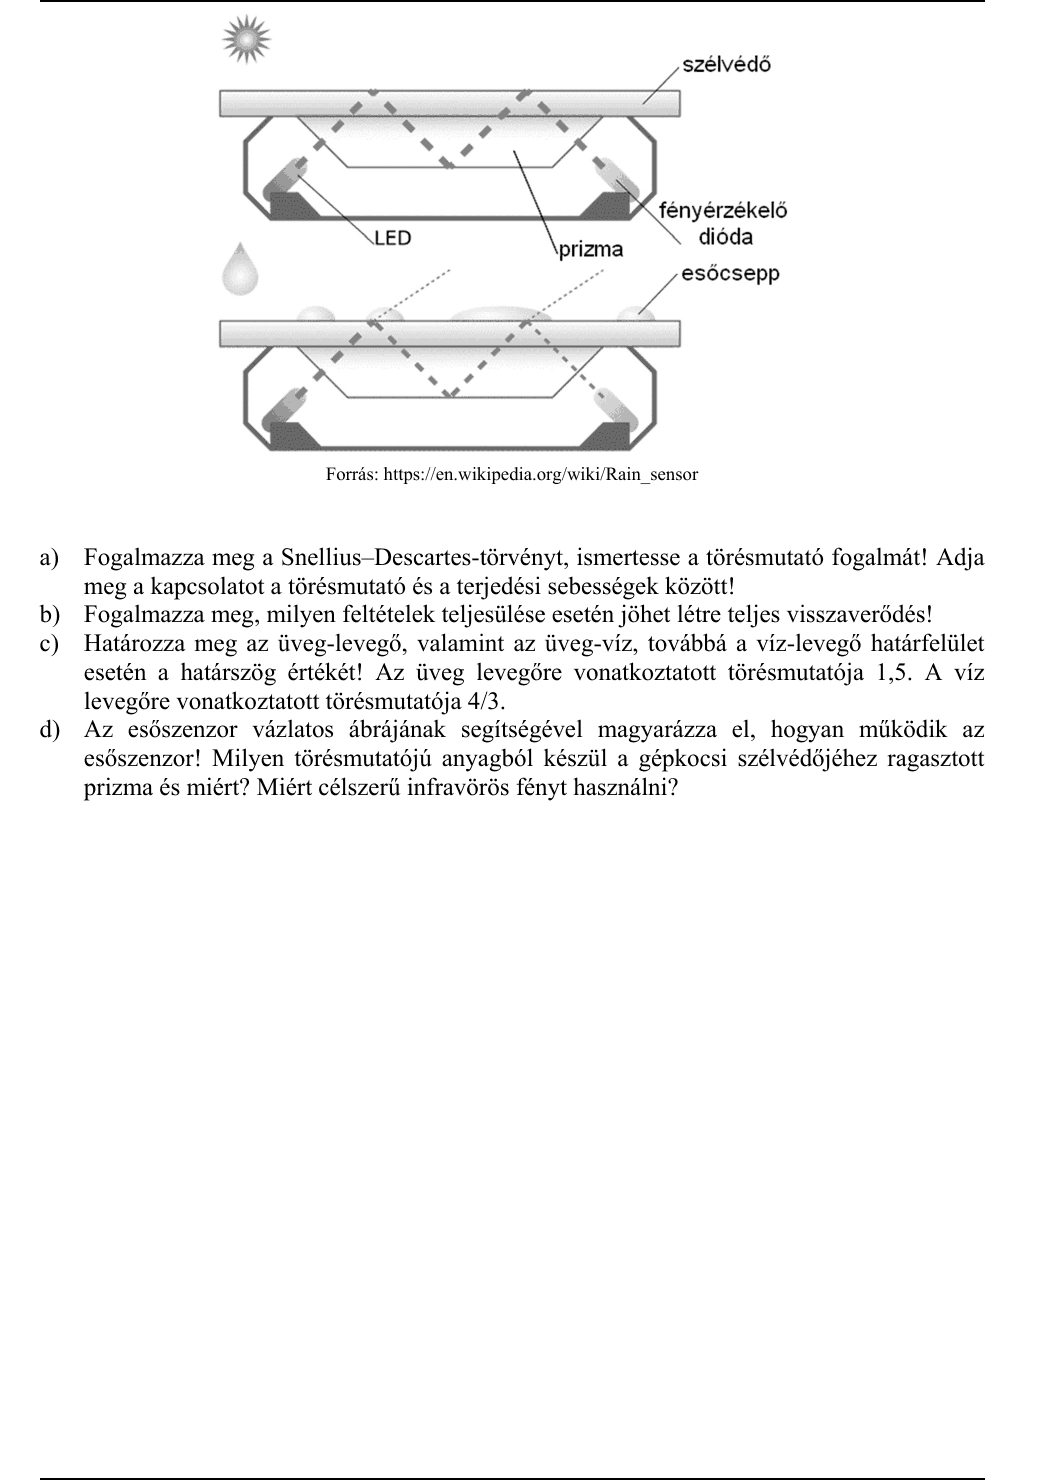 szélvédő
fényérzékelő
dióda
LED
prizma
esőcsepp
Forrás: https://en.wikipedia.org/wiki/Rain_sensor
a) Fogalmazza meg a Snellius–Descartes-törvényt, ismertesse a törésmutató fogalmát! Adja
meg a kapcsolatot a törésmutató és a terjedési sebességek között!
b) Fogalmazza meg, milyen feltételek teljesülése esetén jöhet létre teljes visszaverődés!
c) Határozza meg az üveg-levegő, valamint az üveg-víz, továbbá a víz-levegő határfelület
esetén a határszög értékét! Az üveg levegőre vonatkoztatott törésmutatója 1,5. A víz
levegőre vonatkoztatott törésmutatója 4/3.
d) Az esőszenzor vázlatos ábrájának segítségével magyarázza el, hogyan működik az
esőszenzor! Milyen törésmutatójú anyagból készül a gépkocsi szélvédőjéhez ragasztott
prizma és miért? Miért célszerű infravörös fényt használni?